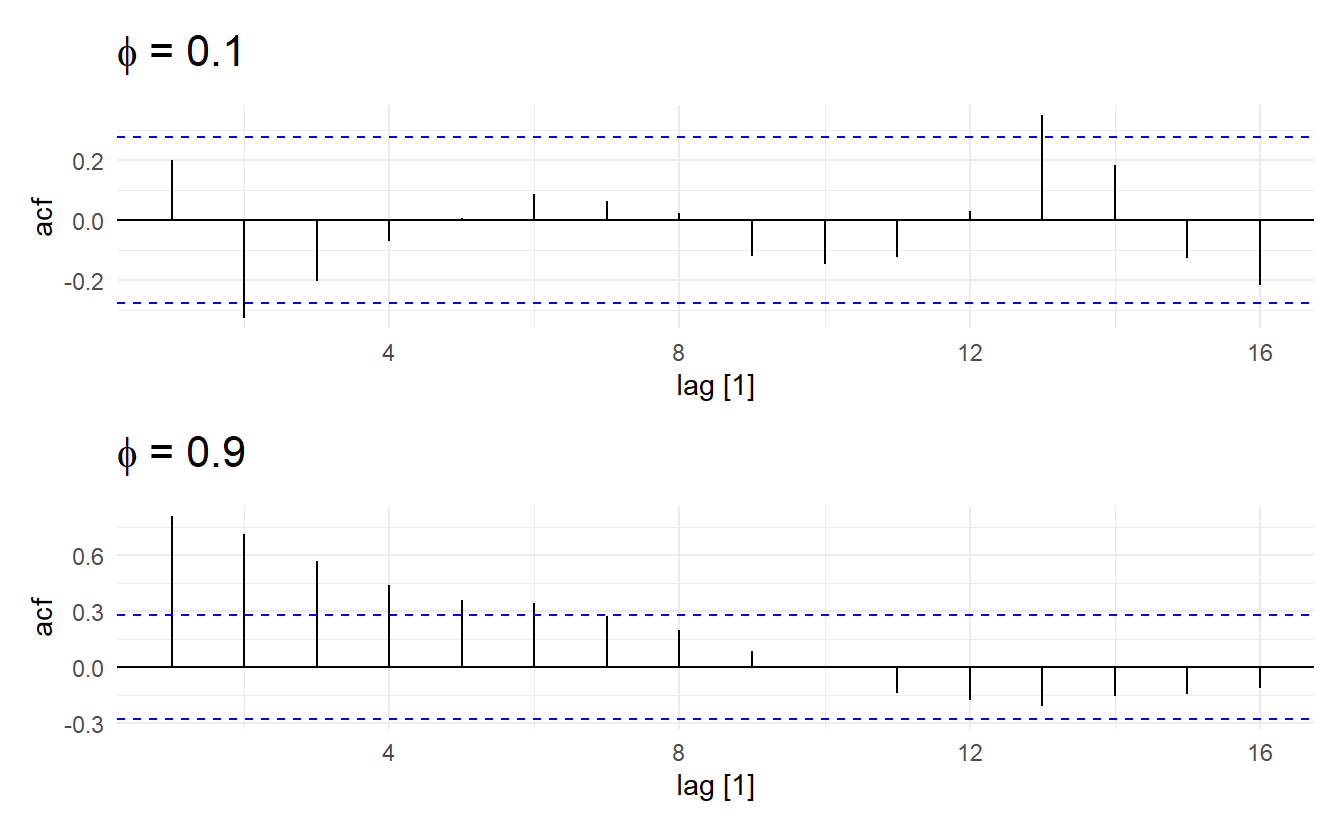 ϕ = 0.1
0.2
0.0
-0.2
acf
4 8 12 16
lag [1]
ϕ = 0.9
0.6
0.3
0.0
-0.3
acf
4 8 12 16
lag [1]